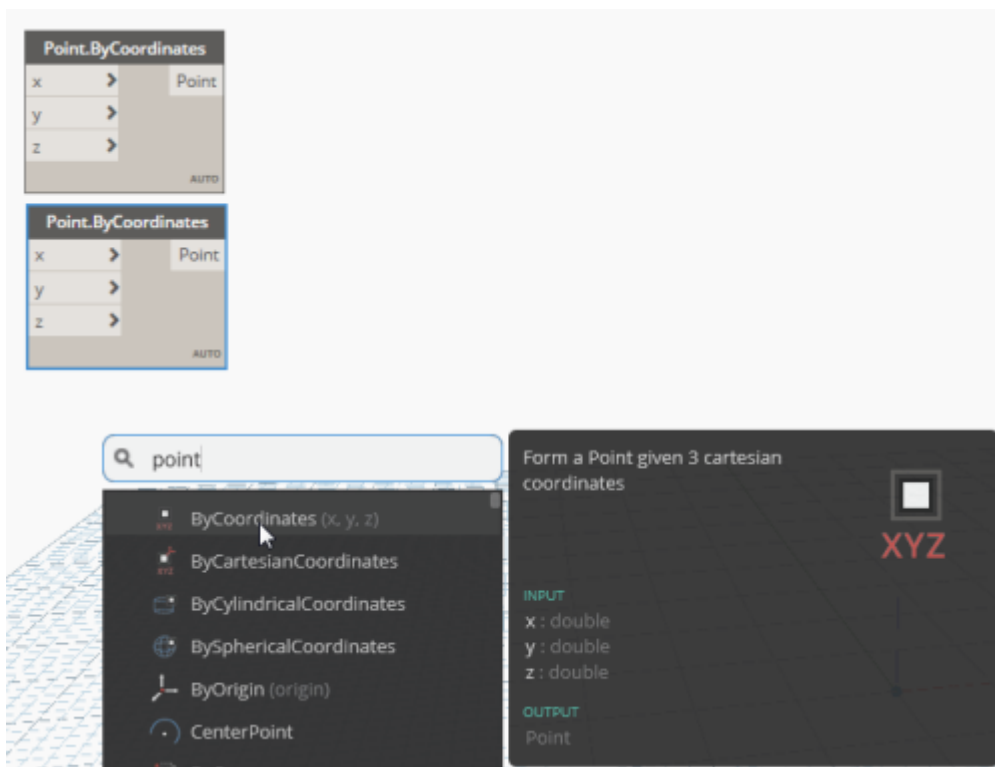 Point.ByCoordinates
x > Point
y >
z >
AUTO
Point.ByCoordinates
x > Point
y >
z >
AUTO
point
ByCoordinates (x, y, z)
ByCartesianCoordinates
ByCylindricalCoordinates
BySphericalCoordinates
ByOrigin (origin)
CenterPoint
Form a Point given 3 cartesian
coordinates
XYZ
INPUT
x : double
y : double
z : double
OUTPUT
Point